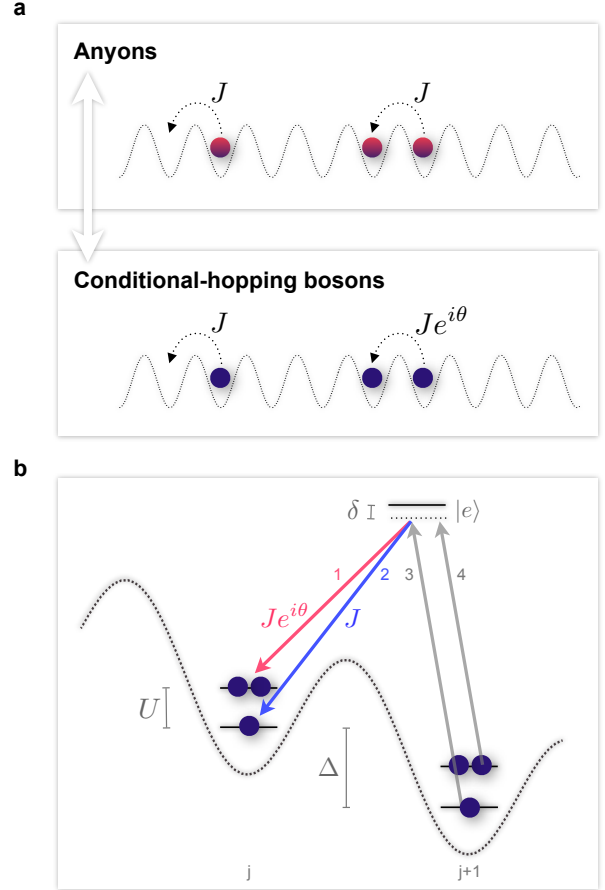 a
Anyons
J J
Conditional-hopping bosons
J Je^{iθ}
b
δ |e⟩
1 2 3 4
Je^{iθ} J
U
Δ
j j+1